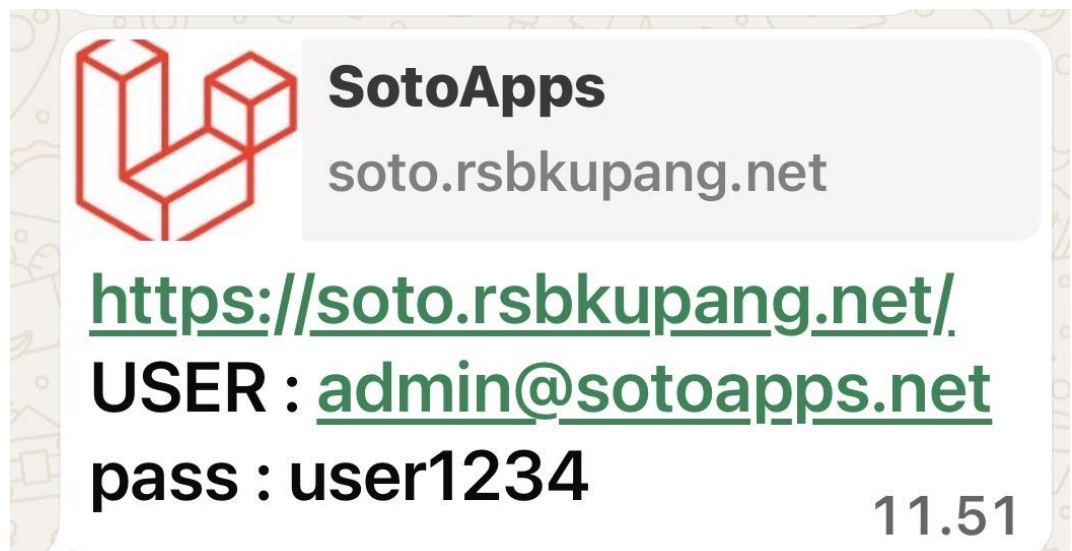 SotoApps
soto.rsbkupang.net
https://soto.rsbkupang.net/
USER : admin@sotoapps.net
pass : user1234
11.51